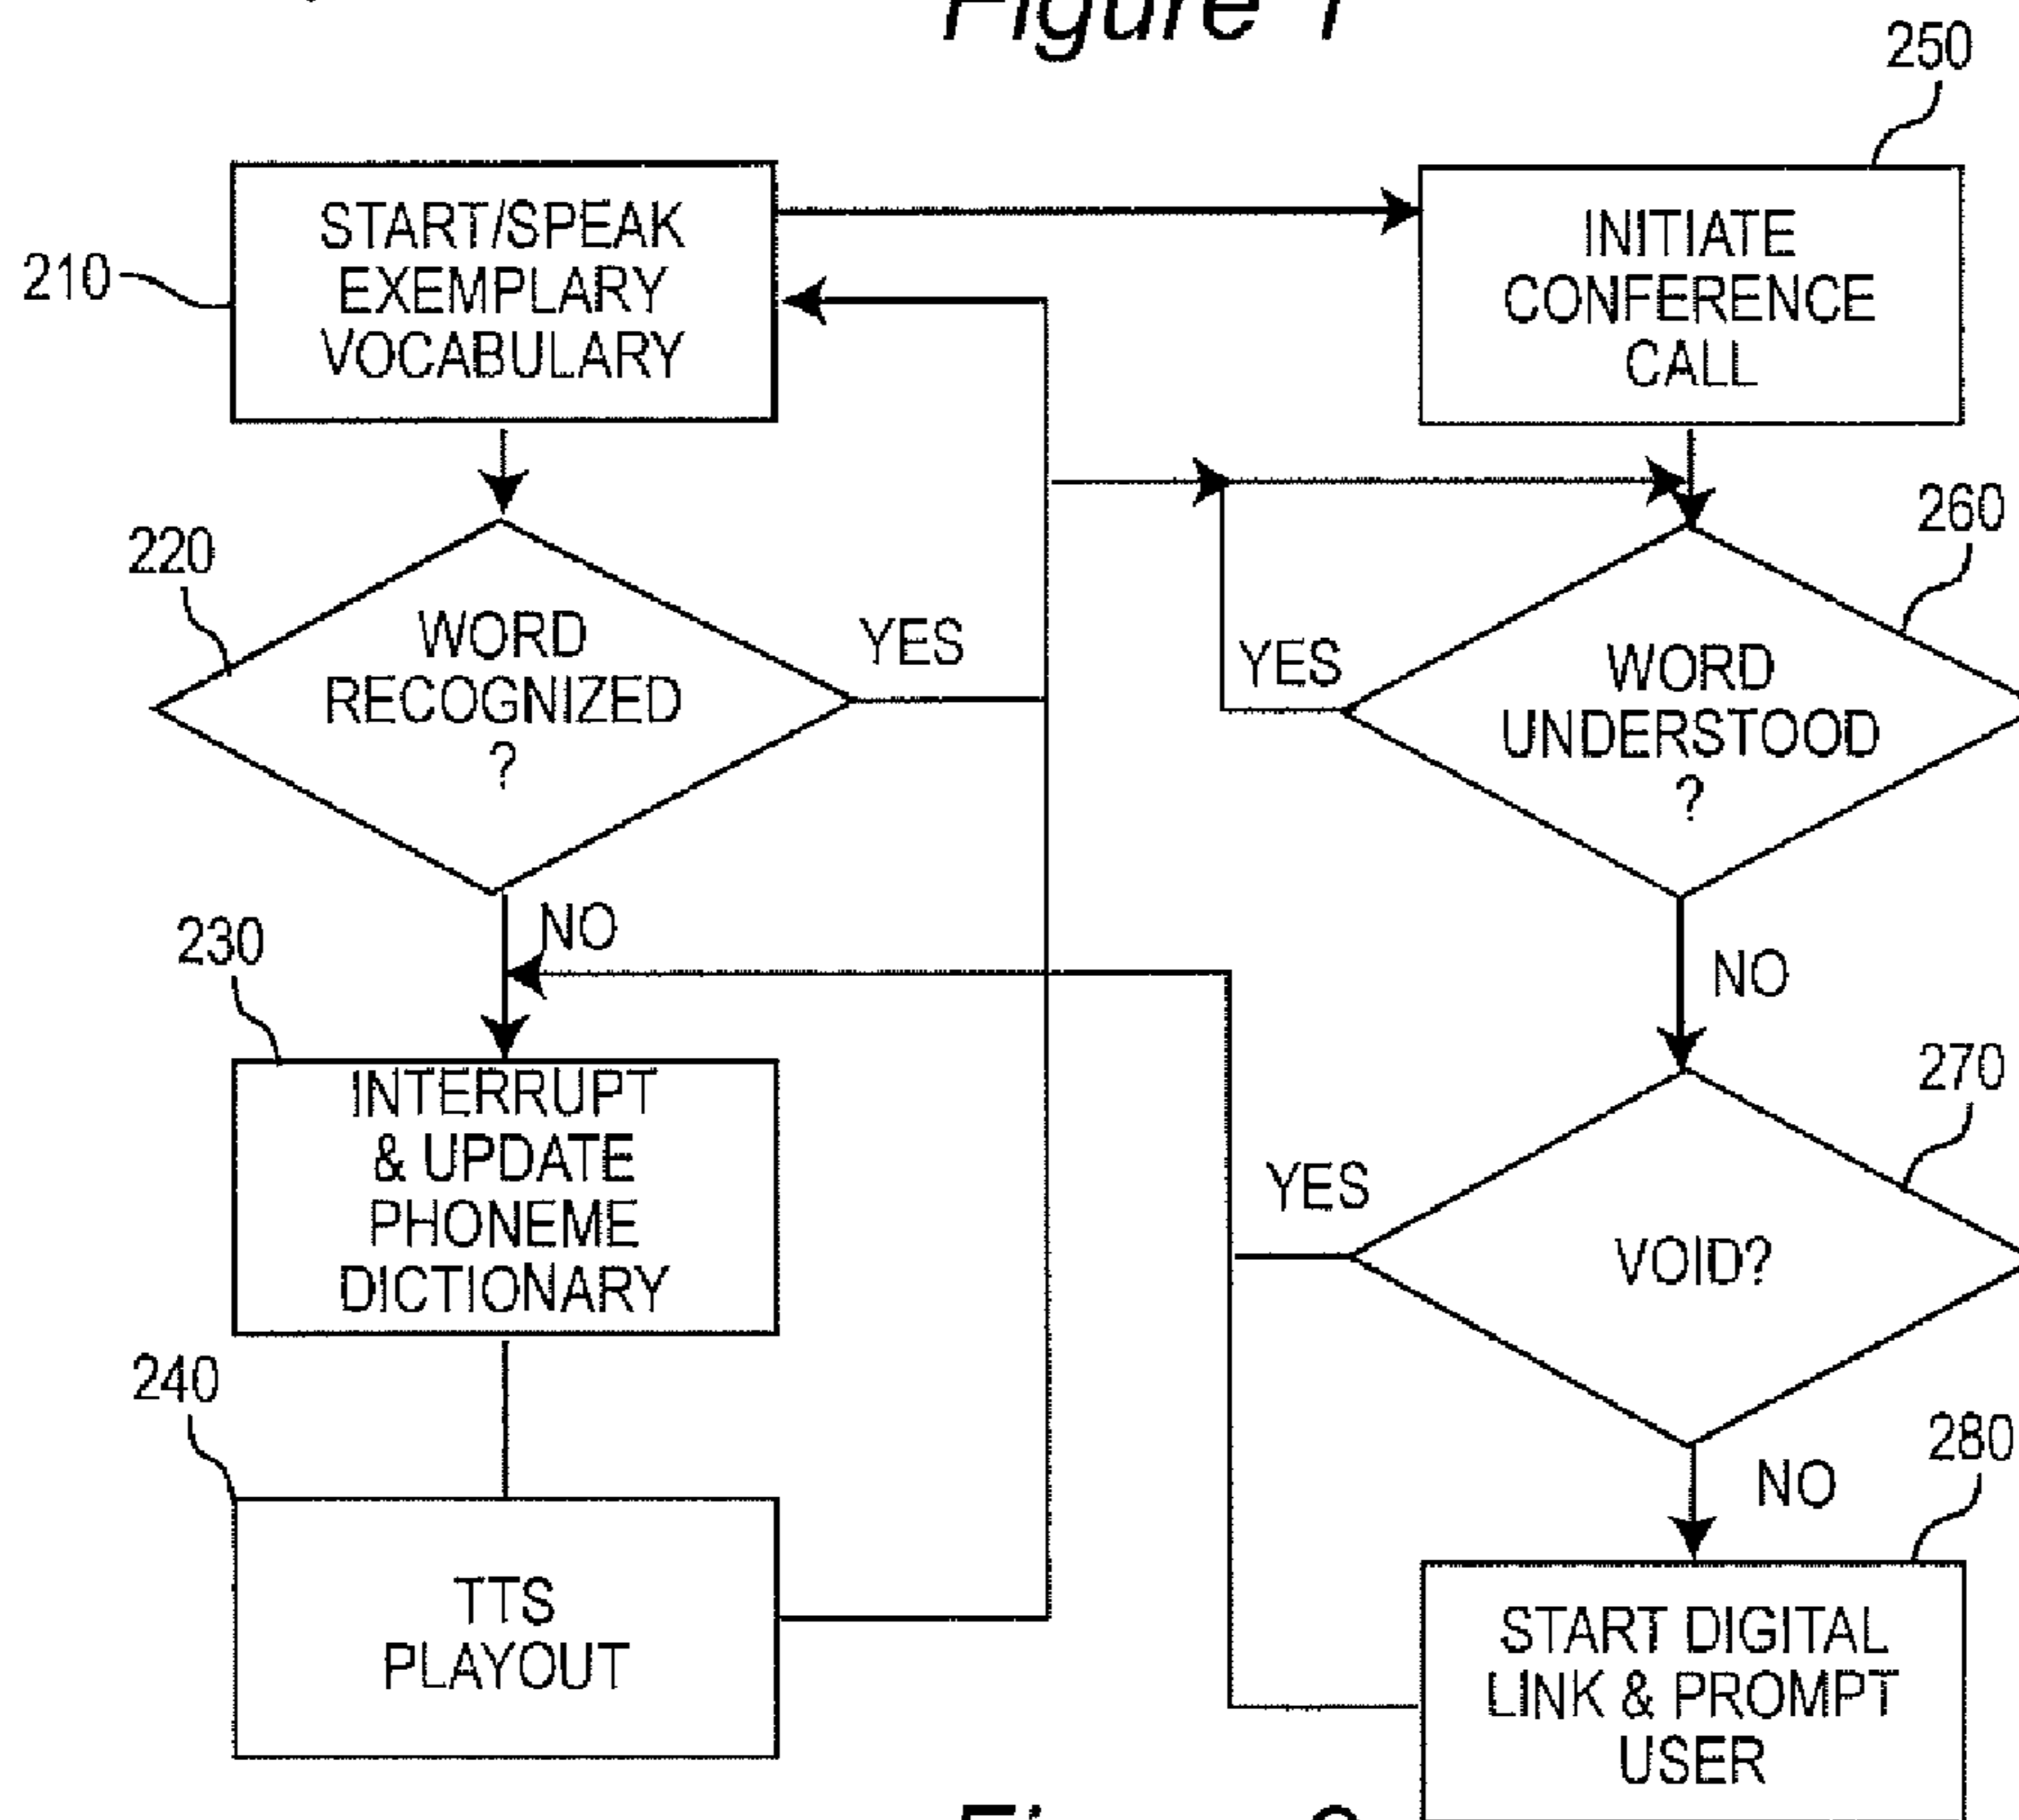 Figure 1
250
START/SPEAK
EXEMPLARY
VOCABULARY
210
INITIATE
CONFERENCE
CALL
220
WORD
RECOGNIZED
?
YES
NO
260
YES
WORD
UNDERSTOOD
?
NO
230
INTERRUPT
& UPDATE
PHONEME
DICTIONARY
270
YES
VOID?
NO
240
TTS
PLAYOUT
280
START DIGITAL
LINK & PROMPT
USER